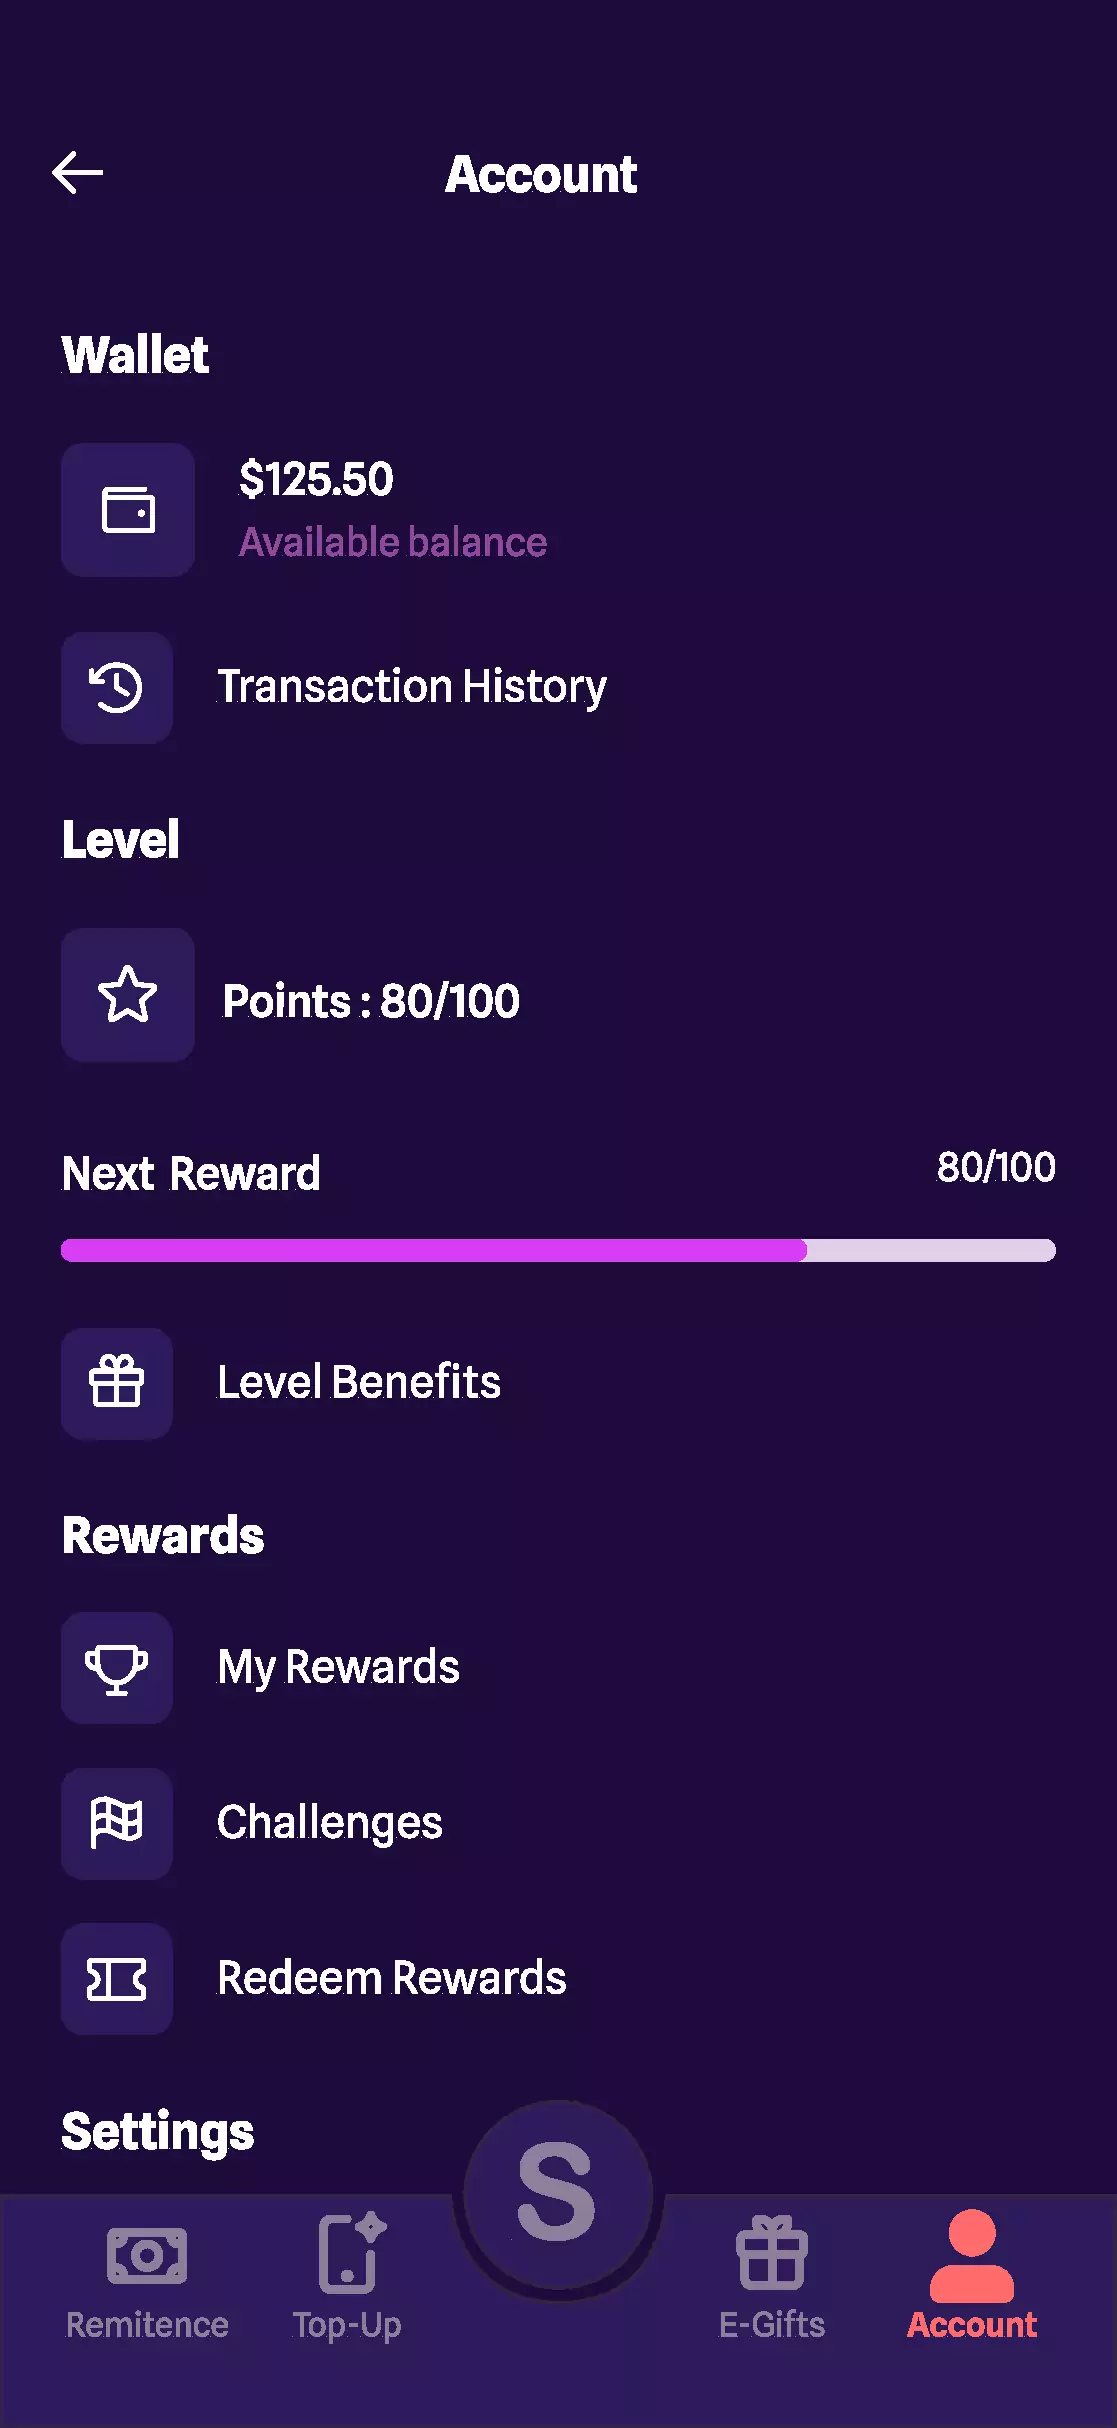 Account
Wallet
$125.50
Available balance
Transaction History
Level
Points : 80/100
Next Reward
80/100
Level Benefits
Rewards
My Rewards
Challenges
Redeem Rewards
Settings
S
Remitence
Top-Up
E-Gifts
Account